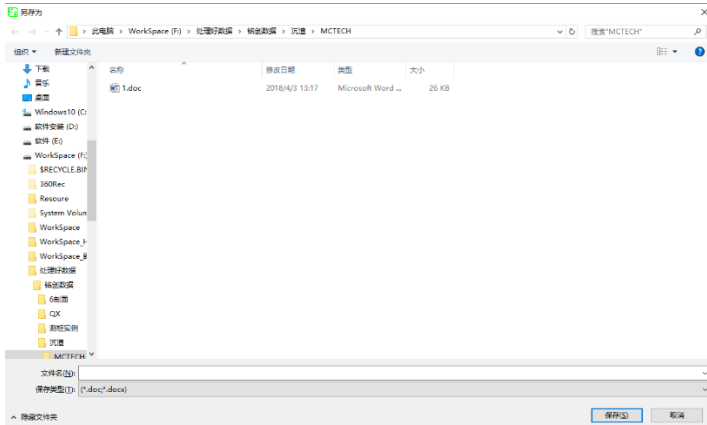 另存为
此电脑 › WorkSpace (F:) › 处理好数据 › 铭创数据 › 沉渣 › MCTECH
搜索"MCTECH"
组织 新建文件夹
名称 修改日期 类型 大小
1.doc 2018/4/3 13:17 Microsoft Word ... 26 KB
下载
音乐
桌面
Windows10 (C:
软件安装 (D:)
软件 (E:)
WorkSpace (F:)
$RECYCLE.BIN
360Rec
Resoure
System Volun
WorkSpace
WorkSpace_H
WorkSpace_
处理好数据
铭创数据
6剖面
QX
测桩实例
沉渣
MCTECH
文件名(N):
保存类型(T): (*.doc;*.docx)
隐藏文件夹
保存(S) 取消